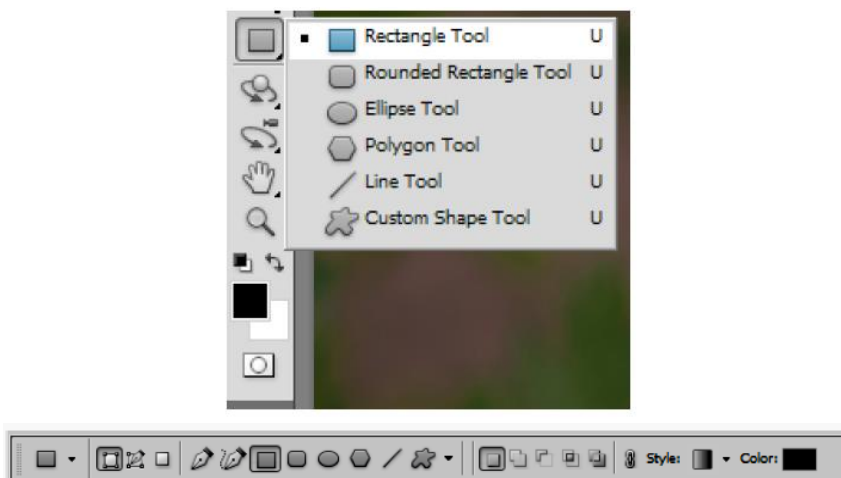 Rectangle Tool U
Rounded Rectangle Tool U
Ellipse Tool U
Polygon Tool U
Line Tool U
Custom Shape Tool U
Style: Color: